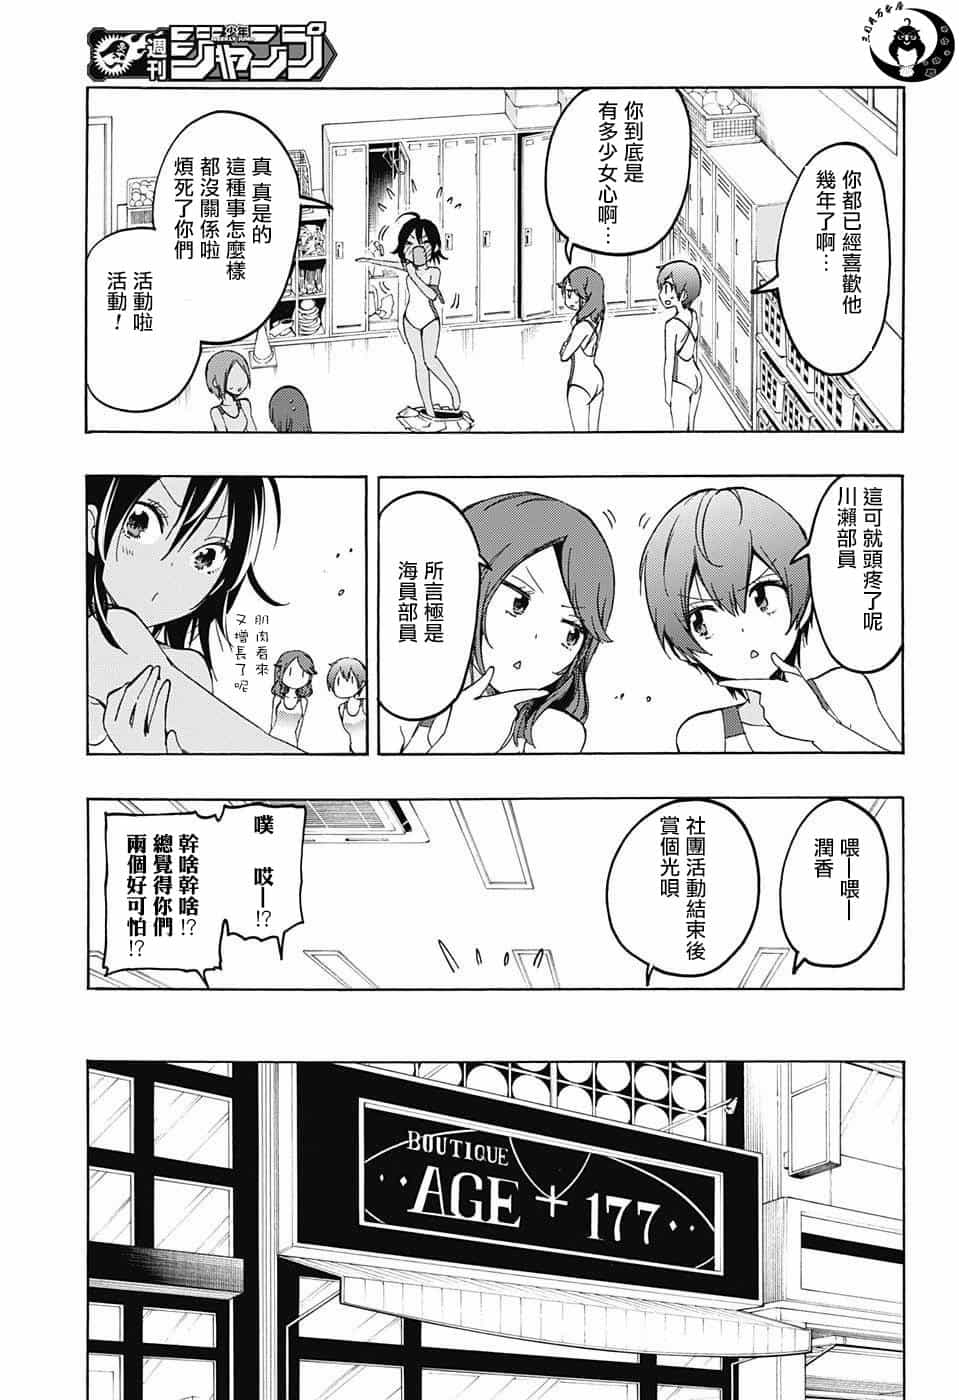 少年
週刊
ジャンプ
你都已經喜歡他
幾年了啊…
你到底是
有多少女心啊…
真 真是的
這種事怎麼樣
都沒關係啦
煩死了你們
活動啦
活動！
這可就頭疼了呢
川瀨部員
所言極是
海員部員
肌肉看來
又增長了呢
喂—喂—
潤香
社團活動結束後
賞個光唄
噗 哎—!?
幹啥幹啥!?
總覺得你們
兩個好可怕!?
BOUTIQUE
AGE + 177